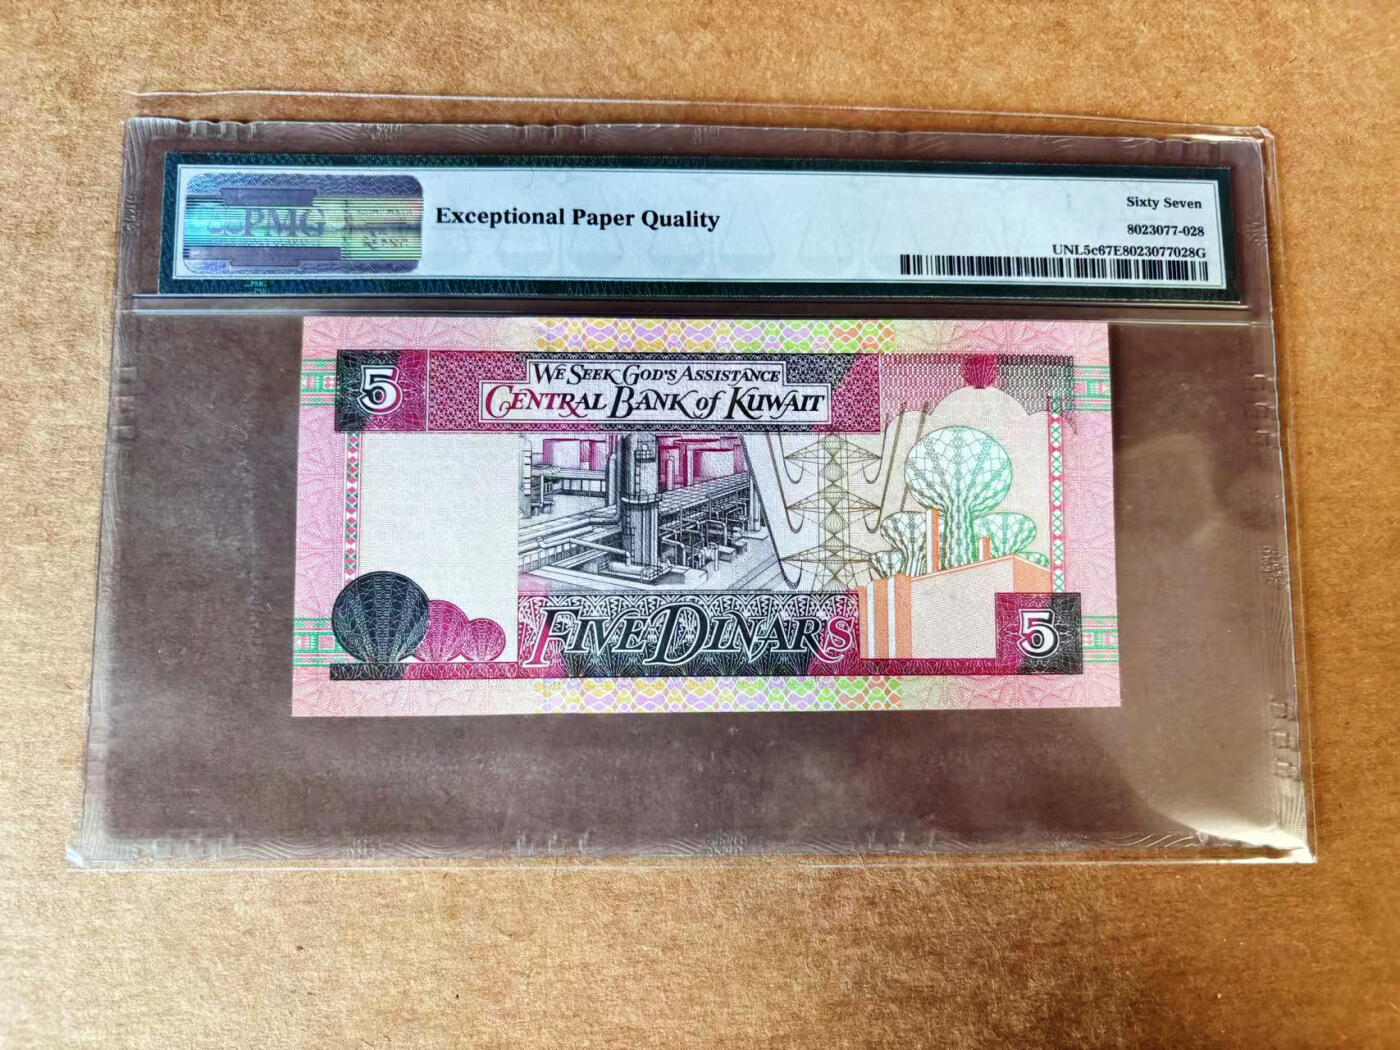 PMG
Exceptional Paper Quality
Sixty Seven
8023077-028
UNL5c67E8023077028G
5
WE SEEK GOD'S ASSISTANCE
CENTRAL BANK of KUWAIT
FIVE DINARS
5